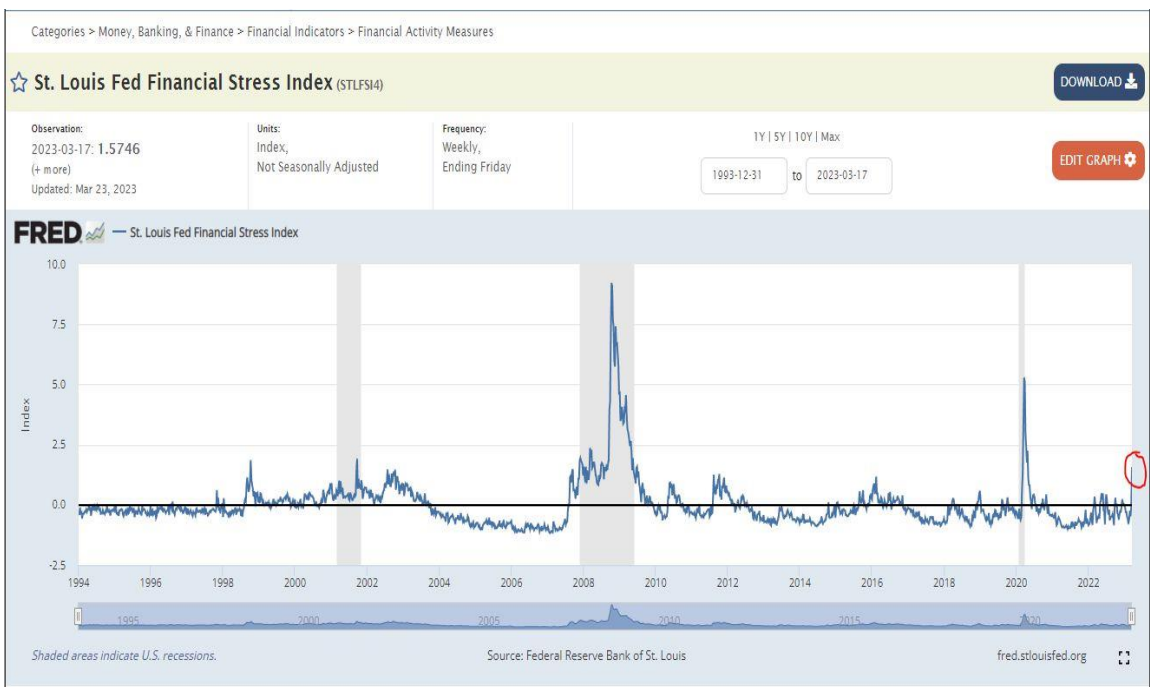 Categories > Money, Banking, & Finance > Financial Indicators > Financial Activity Measures
St. Louis Fed Financial Stress Index (STLFSI4)
DOWNLOAD
Observation:
2023-03-17: 1.5746
(+ more)
Updated: Mar 23, 2023
Units:
Index,
Not Seasonally Adjusted
Frequency:
Weekly,
Ending Friday
1Y | 5Y | 10Y | Max
1993-12-31 to 2023-03-17
EDIT GRAPH
FRED — St. Louis Fed Financial Stress Index
Index
10.0
7.5
5.0
2.5
0.0
-2.5
1994 1996 1998 2000 2002 2004 2006 2008 2010 2012 2014 2016 2018 2020 2022
1995 2000 2005 2010 2015 2020
Shaded areas indicate U.S. recessions.
Source: Federal Reserve Bank of St. Louis
fred.stlouisfed.org